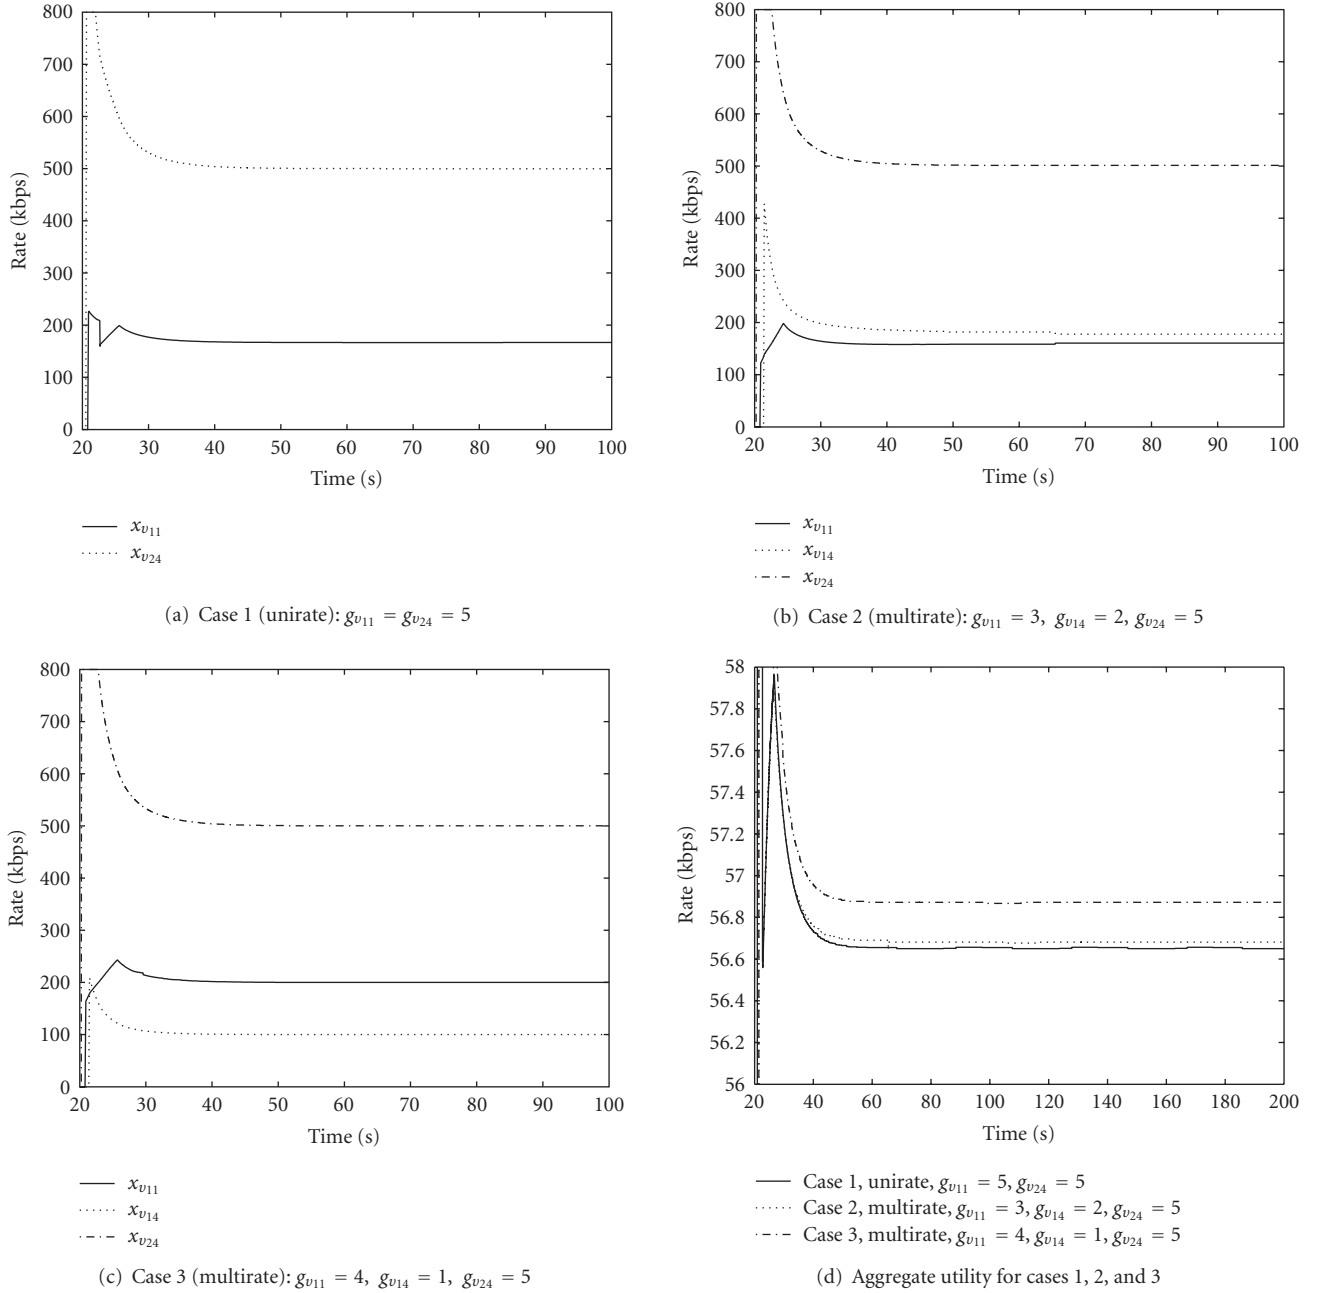 800
700
600
500
400
300
200
100
0
Rate (kbps)
20 30 40 50 60 70 80 90 100
Time (s)
x_{v_{11}}
x_{v_{24}}
(a) Case 1 (unirate): g_{v_{11}} = g_{v_{24}} = 5
800
700
600
500
400
300
200
100
0
Rate (kbps)
20 30 40 50 60 70 80 90 100
Time (s)
x_{v_{11}}
x_{v_{14}}
x_{v_{24}}
(b) Case 2 (multirate): g_{v_{11}} = 3, g_{v_{14}} = 2, g_{v_{24}} = 5
800
700
600
500
400
300
200
100
0
Rate (kbps)
20 30 40 50 60 70 80 90 100
Time (s)
x_{v_{11}}
x_{v_{14}}
x_{v_{24}}
(c) Case 3 (multirate): g_{v_{11}} = 4, g_{v_{14}} = 1, g_{v_{24}} = 5
58
57.8
57.6
57.4
57.2
57
56.8
56.6
56.4
56.2
56
Rate (kbps)
20 40 60 80 100 120 140 160 180 200
Time (s)
Case 1, unirate, g_{v_{11}} = 5, g_{v_{24}} = 5
Case 2, multirate, g_{v_{11}} = 3, g_{v_{14}} = 2, g_{v_{24}} = 5
Case 3, multirate, g_{v_{11}} = 4, g_{v_{14}} = 1, g_{v_{24}} = 5
(d) Aggregate utility for cases 1, 2, and 3